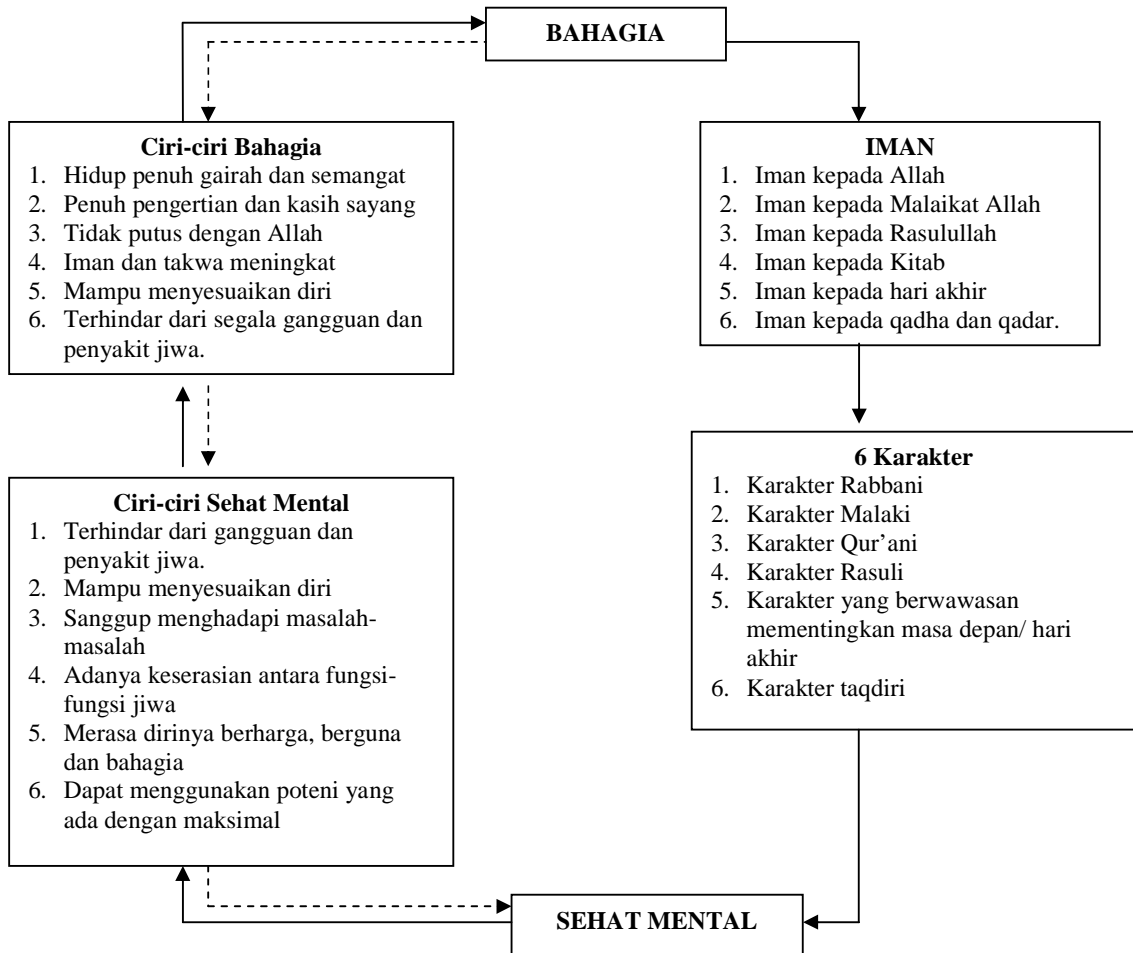 BAHAGIA
Ciri-ciri Bahagia
1. Hidup penuh gairah dan semangat
2. Penuh pengertian dan kasih sayang
3. Tidak putus dengan Allah
4. Iman dan takwa meningkat
5. Mampu menyesuaikan diri
6. Terhindar dari segala gangguan dan
penyakit jiwa.
IMAN
1. Iman kepada Allah
2. Iman kepada Malaikat Allah
3. Iman kepada Rasulullah
4. Iman kepada Kitab
5. Iman kepada hari akhir
6. Iman kepada qadha dan qadar.
6 Karakter
1. Karakter Rabbani
2. Karakter Malaki
3. Karakter Qur’ani
4. Karakter Rasuli
5. Karakter yang berwawasan
mementingkan masa depan/ hari
akhir
6. Karakter taqdiri
Ciri-ciri Sehat Mental
1. Terhindar dari gangguan dan
penyakit jiwa.
2. Mampu menyesuaikan diri
3. Sanggup menghadapi masalah-
masalah
4. Adanya keserasian antara fungsi-
fungsi jiwa
5. Merasa dirinya berharga, berguna
dan bahagia
6. Dapat menggunakan poteni yang
ada dengan maksimal
SEHAT MENTAL